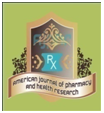 RX
American journal of pharmacy
and health research